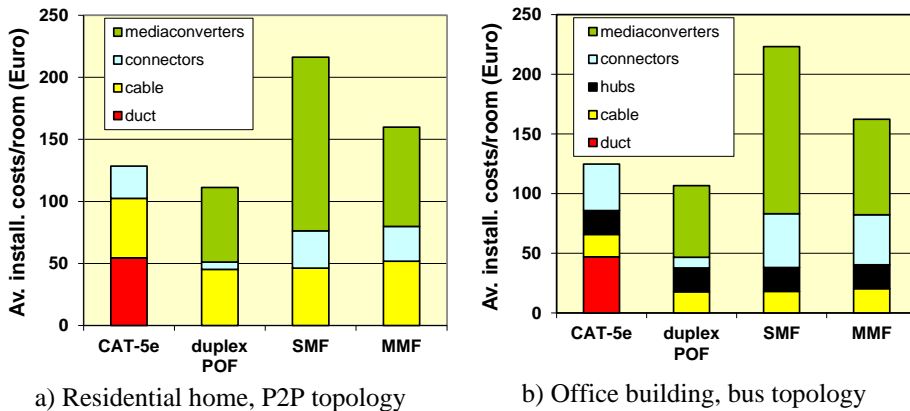 Av. install. costs/room (Euro)
250
200
150
100
50
0
mediaconverters
connectors
cable
duct
CAT-5e
duplex
POF
SMF
MMF
a) Residential home, P2P topology
Av. install. costs/room (Euro)
250
200
150
100
50
0
mediaconverters
connectors
hubs
cable
duct
CAT-5e
duplex
POF
SMF
MMF
b) Office building, bus topology